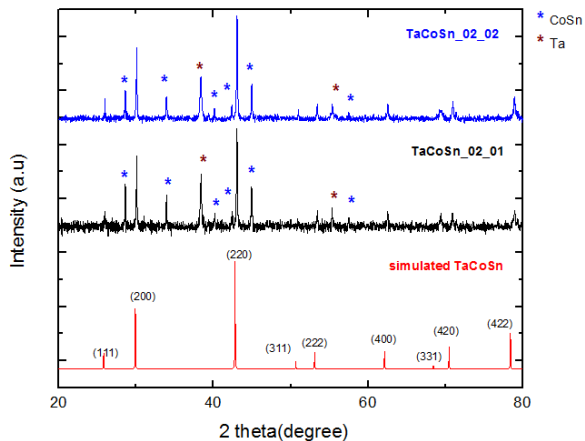 * CoSn
* Ta
TaCoSn_02_02
* * * * * * * *
TaCoSn_02_01
* * * * * * * *
simulated TaCoSn
(111)
(200)
(220)
(311)
(222)
(400)
(331)
(420)
(422)
Intensity (a.u)
20 40 60 80
2 theta(degree)